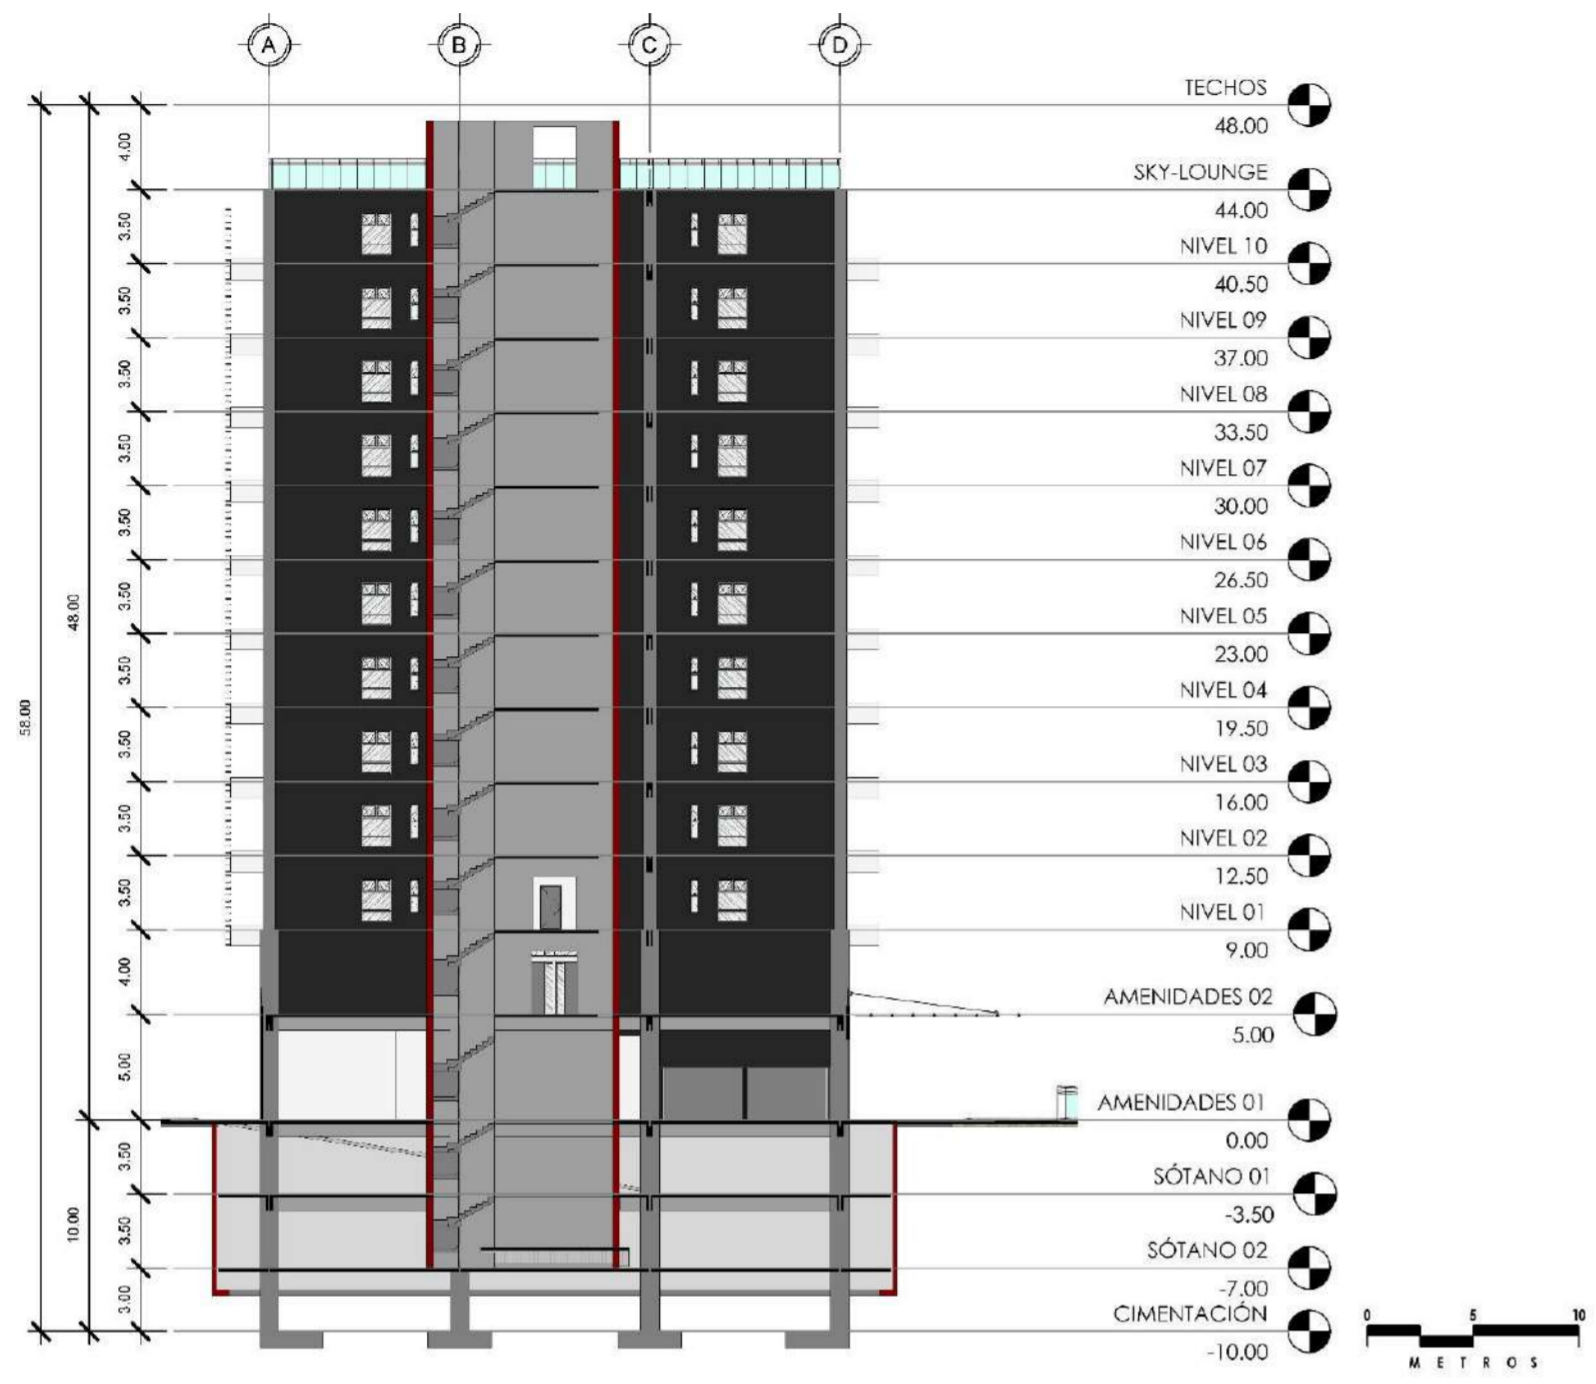 A B C D
TECHOS
48.00
4.00
SKY-LOUNGE
44.00
3.50
NIVEL 10
40.50
3.50
NIVEL 09
37.00
3.50
NIVEL 08
33.50
3.50
NIVEL 07
30.00
3.50
NIVEL 06
26.50
3.50
NIVEL 05
23.00
48.00
3.50
NIVEL 04
19.50
58.00
3.50
NIVEL 03
16.00
3.50
NIVEL 02
12.50
3.50
NIVEL 01
9.00
4.00
AMENIDADES 02
5.00
5.00
AMENIDADES 01
0.00
3.50
SÓTANO 01
-3.50
10.00
3.50
SÓTANO 02
-7.00
3.00
CIMENTACIÓN
-10.00
0 5 10
METROS